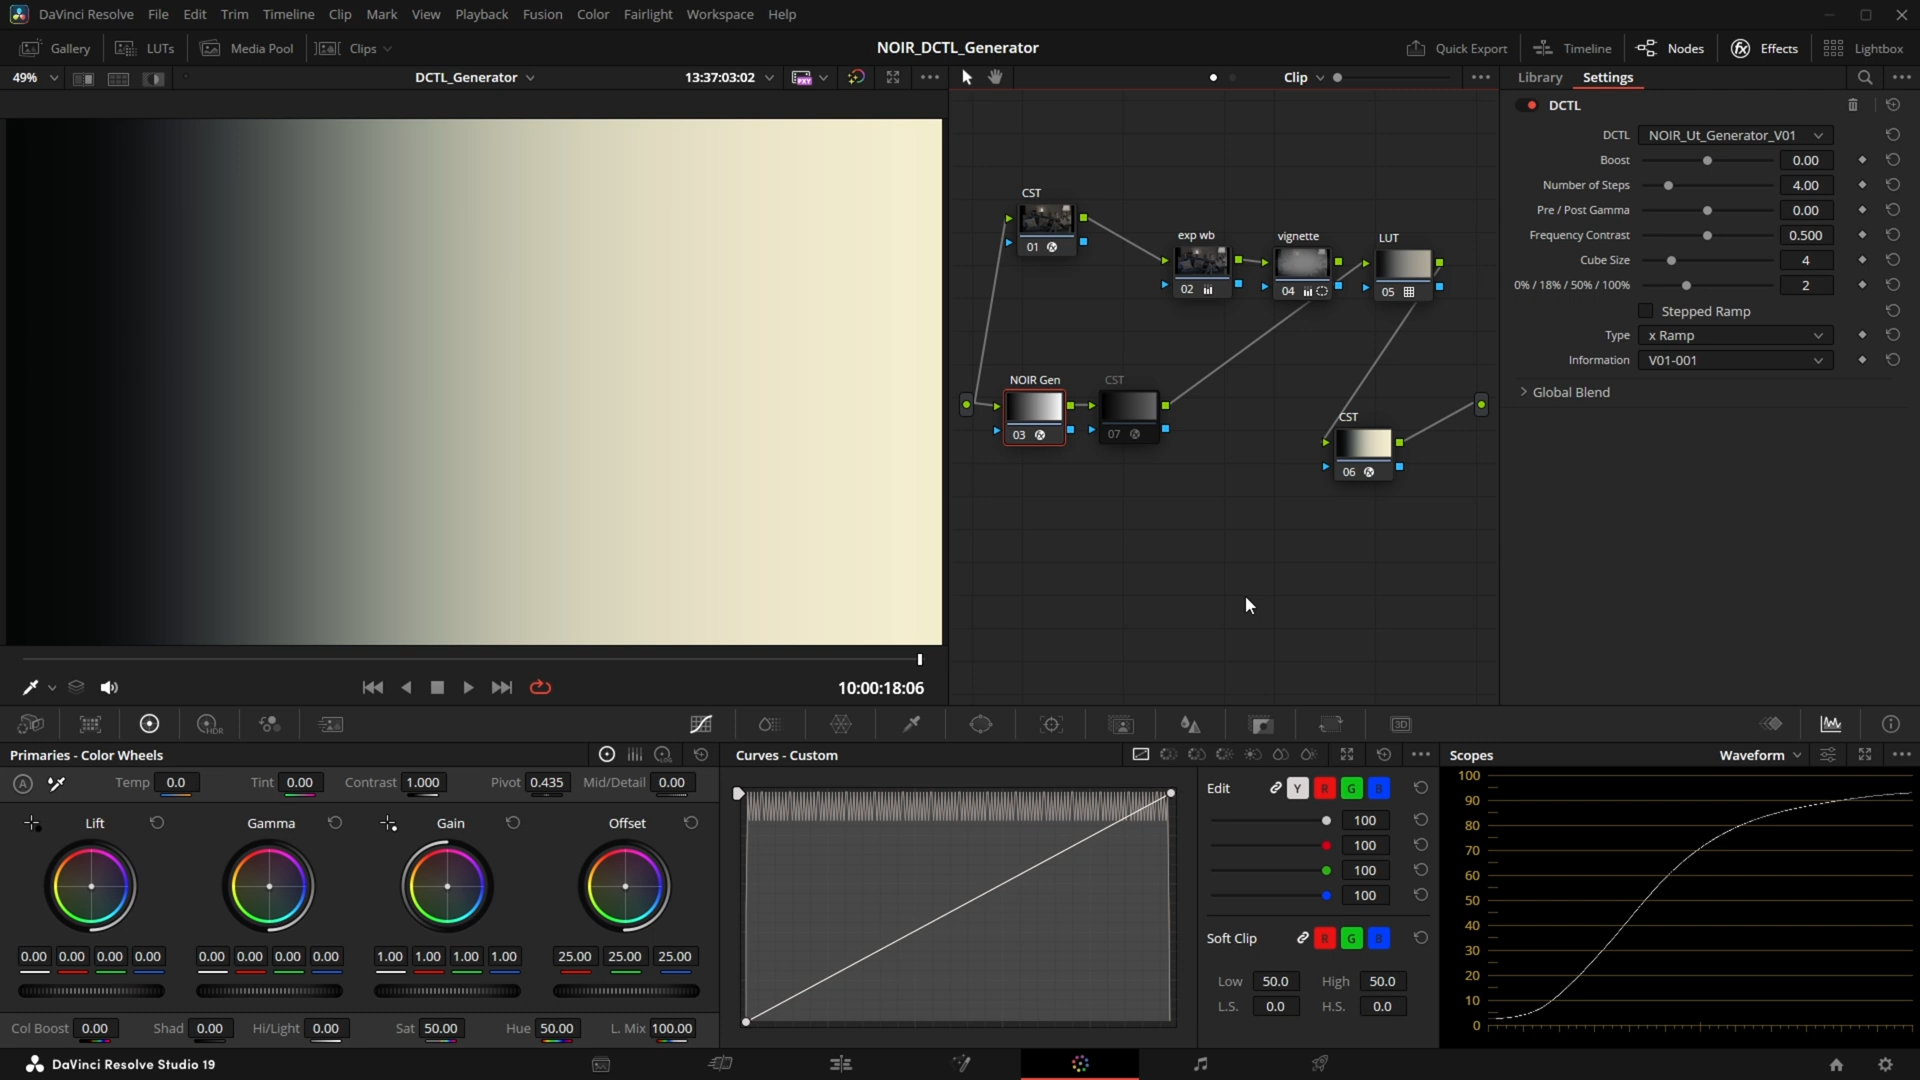 DaVinci Resolve File Edit Trim Timeline Clip Mark View Playback Fusion Color Fairlight Workspace Help
Gallery LUTs Media Pool Clips NOIR_DCTL_Generator Quick Export Timeline Nodes Effects Lightbox
49% DCTL_Generator 13:37:03:02 PXY Clip Library Settings
DCTL
DCTL NOIR_Ut_Generator_V01
Boost 0.00
Number of Steps 4.00
Pre / Post Gamma 0.00
Frequency Contrast 0.500
Cube Size 4
0% / 18% / 50% / 100% 2
Stepped Ramp
Type x Ramp
Information V01-001
Global Blend
CST
01
exp wb
02
vignette
04
LUT
05
NOIR Gen
03
CST
07
CST
06
10:00:18:06
HDR
3D
Primaries - Color Wheels
LOG
A Temp 0.0 Tint 0.00 Contrast 1.000 Pivot 0.435 Mid/Detail 0.00
Lift Gamma Gain Offset
0.00 0.00 0.00 0.00 0.00 0.00 0.00 0.00 1.00 1.00 1.00 1.00 25.00 25.00 25.00
Col Boost 0.00 Shad 0.00 Hi/Light 0.00 Sat 50.00 Hue 50.00 L. Mix 100.00
Curves - Custom
Edit Y R G B
100
100
100
100
Soft Clip R G B
Low 50.0 High 50.0
L.S. 0.0 H.S. 0.0
Scopes Waveform
100
90
80
70
60
50
40
30
20
10
0
DaVinci Resolve Studio 19